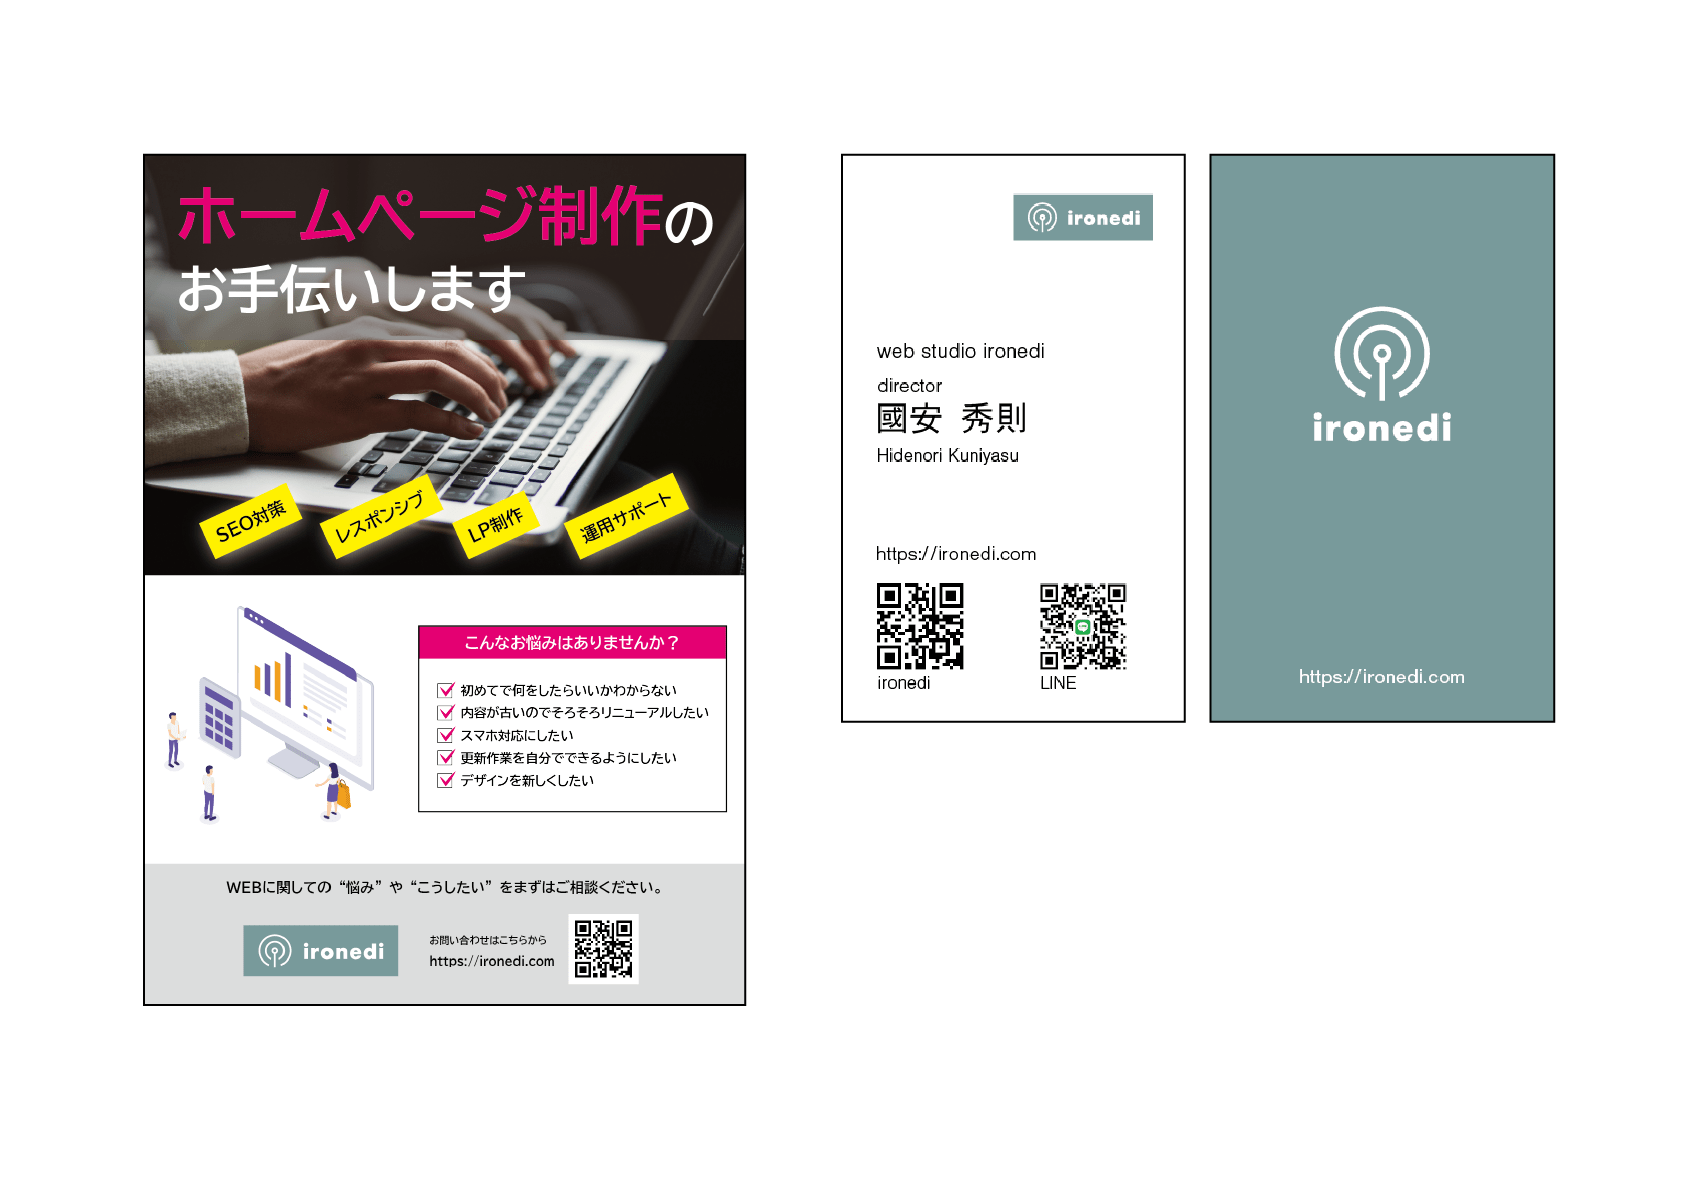 ホームページ制作の
お手伝いします
SEO対策
レスポンシブ
LP制作
運用サポート
こんなお悩みはありませんか？
初めてで何をしたらいいかわからない
内容が古いのでそろそろリニューアルしたい
スマホ対応にしたい
更新作業を自分でできるようにしたい
デザインを新しくしたい
WEBに関しての “悩み” や “こうしたい” をまずはご相談ください。
ironedi
お問い合わせはこちらから
https://ironedi.com
ironedi
web studio ironedi
director
國安 秀則
Hidenori Kuniyasu
https://ironedi.com
ironedi
LINE
ironedi
https://ironedi.com